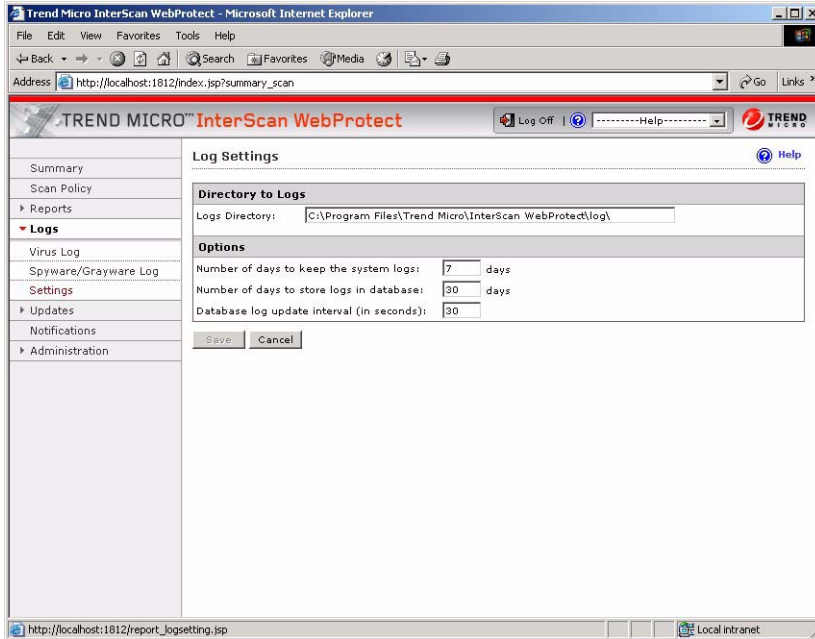 Trend Micro InterScan WebProtect - Microsoft Internet Explorer
File Edit View Favorites Tools Help
Back Search Favorites Media
Address http://localhost:1812/index.jsp?summary_scan Go Links »
TREND MICRO™ InterScan WebProtect Log Off | ---------Help--------- TREND MICRO
Log Settings Help
Summary
Scan Policy
Reports
Logs
Virus Log
Spyware/Grayware Log
Settings
Updates
Notifications
Administration
Directory to Logs
Logs Directory: C:\Program Files\Trend Micro\InterScan WebProtect\log\
Options
Number of days to keep the system logs: 7 days
Number of days to store logs in database: 30 days
Database log update interval (in seconds): 30
Save Cancel
http://localhost:1812/report_logsetting.jsp Local intranet